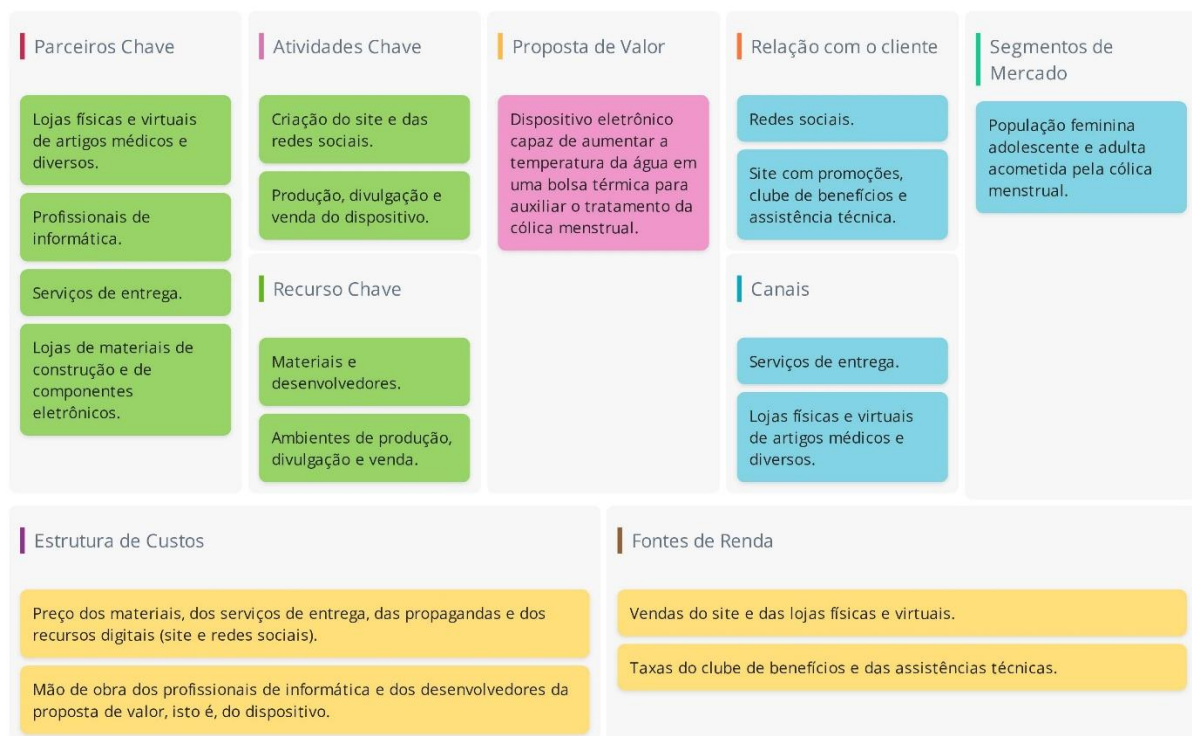 Parceiros Chave
Lojas físicas e virtuais
de artigos médicos e
diversos.
Profissionais de
informática.
Serviços de entrega.
Lojas de materiais de
construção e de
componentes
eletrônicos.
Atividades Chave
Criação do site e das
redes sociais.
Produção, divulgação e
venda do dispositivo.
Recurso Chave
Materiais e
desenvolvedores.
Ambientes de produção,
divulgação e venda.
Proposta de Valor
Dispositivo eletrônico
capaz de aumentar a
temperatura da água em
uma bolsa térmica para
auxiliar o tratamento da
cólica menstrual.
Relação com o cliente
Redes sociais.
Site com promoções,
clube de benefícios e
assistência técnica.
Canais
Serviços de entrega.
Lojas físicas e virtuais
de artigos médicos e
diversos.
Segmentos de
Mercado
População feminina
adolescente e adulta
acometida pela cólica
menstrual.
Estrutura de Custos
Preço dos materiais, dos serviços de entrega, das propagandas e dos
recursos digitais (site e redes sociais).
Mão de obra dos profissionais de informática e dos desenvolvedores da
proposta de valor, isto é, do dispositivo.
Fontes de Renda
Vendas do site e das lojas físicas e virtuais.
Taxas do clube de benefícios e das assistências técnicas.